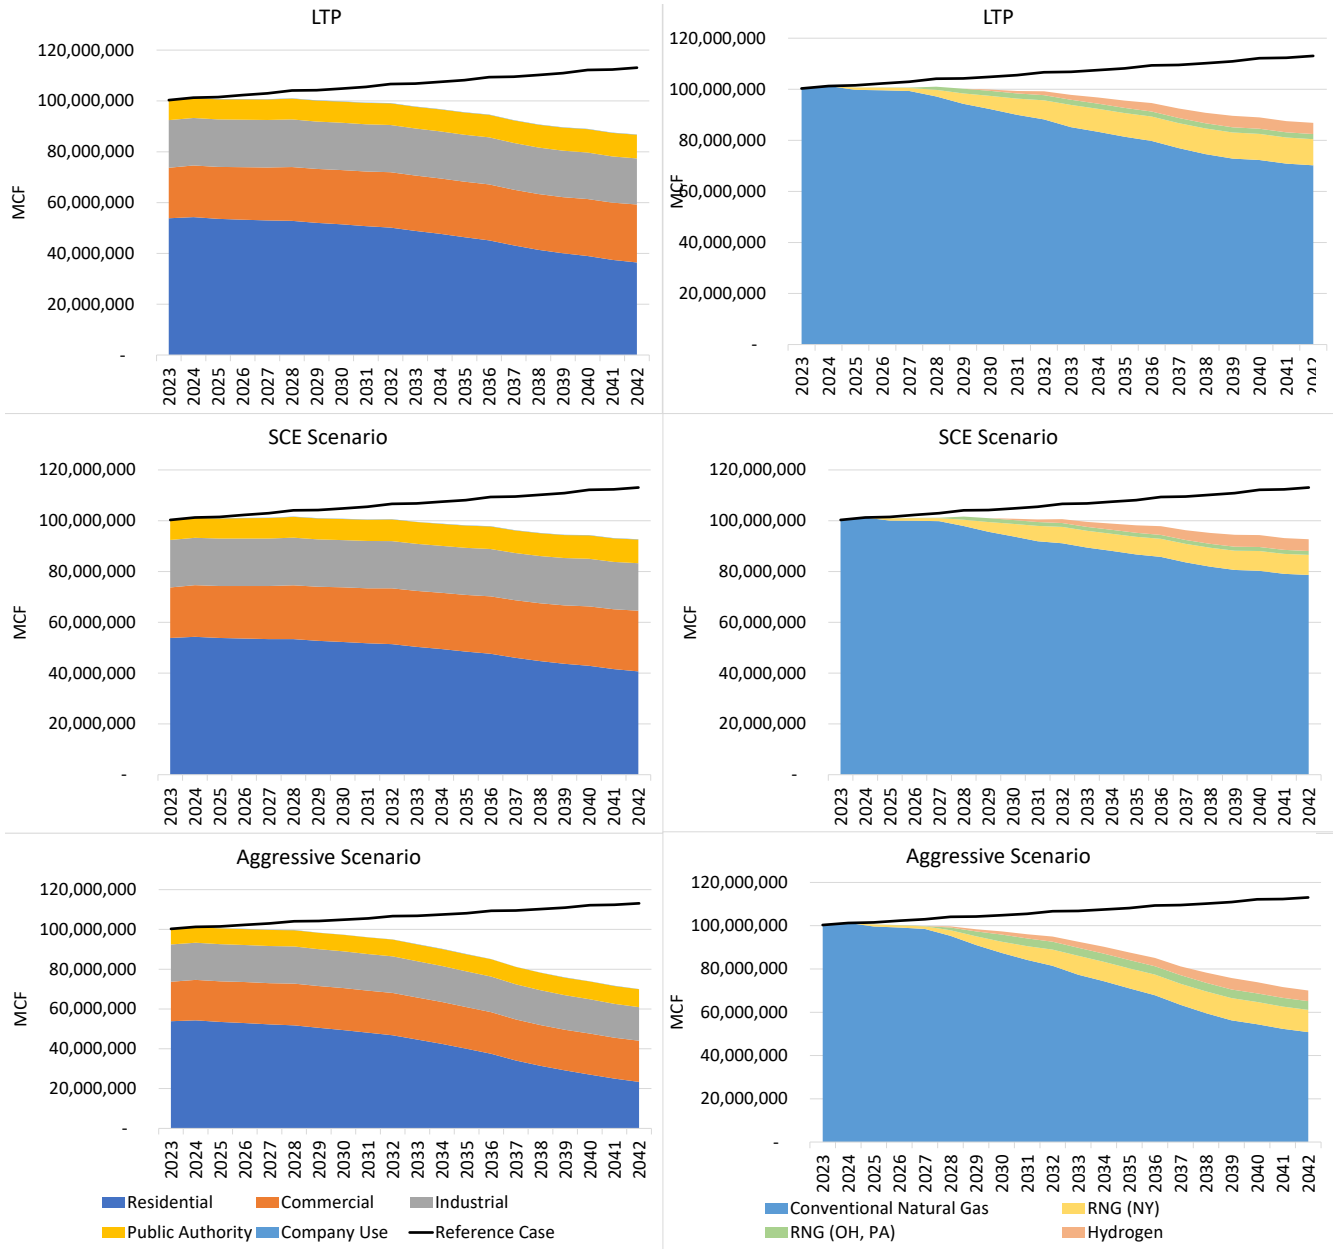 LTP
120,000,000
100,000,000
80,000,000
60,000,000
40,000,000
20,000,000
-
MCF
2023 2024 2025 2026 2027 2028 2029 2030 2031 2032 2033 2034 2035 2036 2037 2038 2039 2040 2041 2042
LTP
120,000,000
100,000,000
80,000,000
60,000,000
40,000,000
20,000,000
-
MCF
2023 2024 2025 2026 2027 2028 2029 2030 2031 2032 2033 2034 2035 2036 2037 2038 2039 2040 2041 2042
SCE Scenario
120,000,000
100,000,000
80,000,000
60,000,000
40,000,000
20,000,000
-
MCF
2023 2024 2025 2026 2027 2028 2029 2030 2031 2032 2033 2034 2035 2036 2037 2038 2039 2040 2041 2042
SCE Scenario
120,000,000
100,000,000
80,000,000
60,000,000
40,000,000
20,000,000
-
MCF
2023 2024 2025 2026 2027 2028 2029 2030 2031 2032 2033 2034 2035 2036 2037 2038 2039 2040 2041 2042
Aggressive Scenario
120,000,000
100,000,000
80,000,000
60,000,000
40,000,000
20,000,000
-
MCF
2023 2024 2025 2026 2027 2028 2029 2030 2031 2032 2033 2034 2035 2036 2037 2038 2039 2040 2041 2042
Residential Commercial Industrial
Public Authority Company Use Reference Case
Aggressive Scenario
120,000,000
100,000,000
80,000,000
60,000,000
40,000,000
20,000,000
-
MCF
2023 2024 2025 2026 2027 2028 2029 2030 2031 2032 2033 2034 2035 2036 2037 2038 2039 2040 2041 2042
Conventional Natural Gas RNG (NY)
RNG (OH, PA) Hydrogen